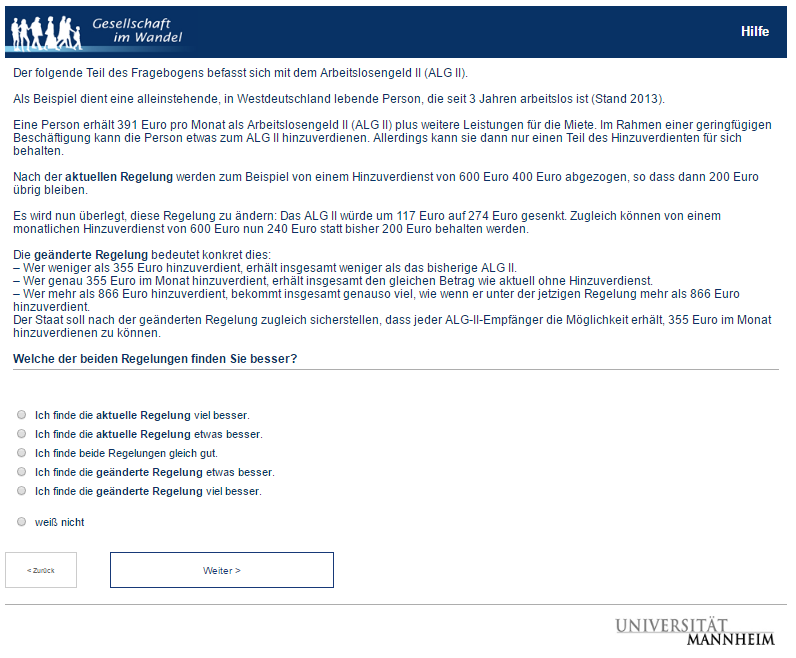 Gesellschaft
im Wandel
Hilfe
Der folgende Teil des Fragebogens befasst sich mit dem Arbeitslosengeld II (ALG II).
Als Beispiel dient eine alleinstehende, in Westdeutschland lebende Person, die seit 3 Jahren arbeitslos ist (Stand 2013).
Eine Person erhält 391 Euro pro Monat als Arbeitslosengeld II (ALG II) plus weitere Leistungen für die Miete. Im Rahmen einer geringfügigen
Beschäftigung kann die Person etwas zum ALG II hinzuverdienen. Allerdings kann sie dann nur einen Teil des Hinzuverdienten für sich
behalten.
Nach der aktuellen Regelung werden zum Beispiel von einem Hinzuverdienst von 600 Euro 400 Euro abgezogen, so dass dann 200 Euro
übrig bleiben.
Es wird nun überlegt, diese Regelung zu ändern: Das ALG II würde um 117 Euro auf 274 Euro gesenkt. Zugleich können von einem
monatlichen Hinzuverdienst von 600 Euro nun 240 Euro statt bisher 200 Euro behalten werden.
Die geänderte Regelung bedeutet konkret dies:
– Wer weniger als 355 Euro hinzuverdient, erhält insgesamt weniger als das bisherige ALG II.
– Wer genau 355 Euro im Monat hinzuverdient, erhält insgesamt den gleichen Betrag wie aktuell ohne Hinzuverdienst.
– Wer mehr als 866 Euro hinzuverdient, bekommt insgesamt genauso viel, wie wenn er unter der jetzigen Regelung mehr als 866 Euro
hinzuverdient.
Der Staat soll nach der geänderten Regelung zugleich sicherstellen, dass jeder ALG-II-Empfänger die Möglichkeit erhält, 355 Euro im Monat
hinzuverdienen zu können.
Welche der beiden Regelungen finden Sie besser?
Ich finde die aktuelle Regelung viel besser.
Ich finde die aktuelle Regelung etwas besser.
Ich finde beide Regelungen gleich gut.
Ich finde die geänderte Regelung etwas besser.
Ich finde die geänderte Regelung viel besser.
weiß nicht
< Zurück
Weiter >
UNIVERSITÄT
MANNHEIM